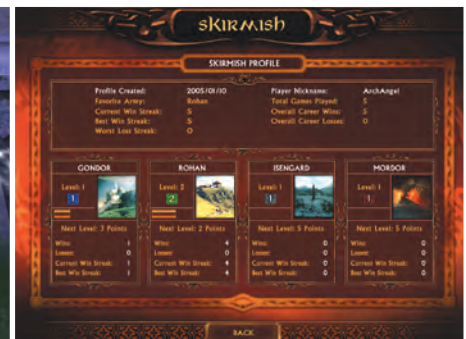 SKIRMISH
SKIRMISH PROFILE
Profile Created: 2005/01/10 Player Nickname: ArchAngel
Favorite Army: Rohan Total Games Played: 5
Current Win Streak: 5 Overall Career Wins: 5
Best Win Streak: 5 Overall Career Losses: 0
Worst Loss Streak: 0
GONDOR ROHAN ISENGARD MORDOR
Level: 1 Level: 2 Level: 1 Level: 1
1 2 1 1
Next Level: 3 Points Next Level: 2 Points Next Level: 5 Points Next Level: 5 Points
Wins: 1 Wins: 4 Wins: 0 Wins: 0
Losses: 0 Losses: 0 Losses: 0 Losses: 0
Current Win Streak: 1 Current Win Streak: 4 Current Win Streak: 0 Current Win Streak: 0
Best Win Streak: 1 Best Win Streak: 4 Best Win Streak: 0 Best Win Streak: 0
BACK